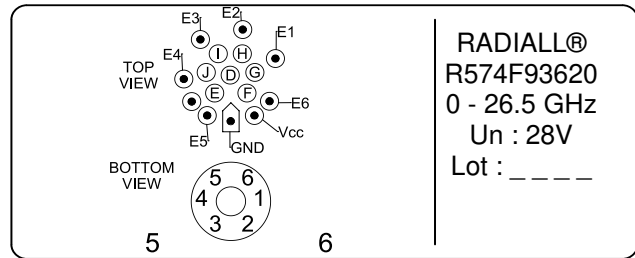 E3
E2
E1
E4
TOP
VIEW
I
H
J
D
G
E
F
E6
Vcc
E5
GND
BOTTOM
VIEW
5 6
4 1
3 2
5
6
RADIALL®
R574F93620
0 - 26.5 GHz
Un : 28V
Lot : _ _ _ _